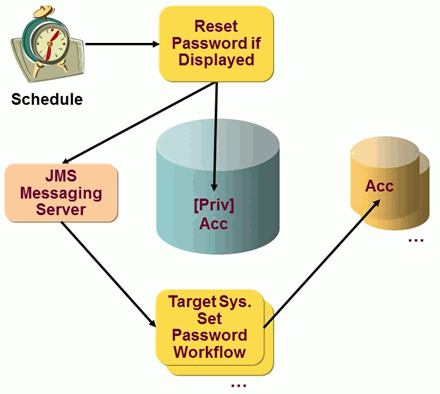 Reset
Password if
Displayed
Schedule
JMS
Messaging
Server
[Priv]
Acc
Acc
...
Target Sys.
Set
Password
Workflow
...